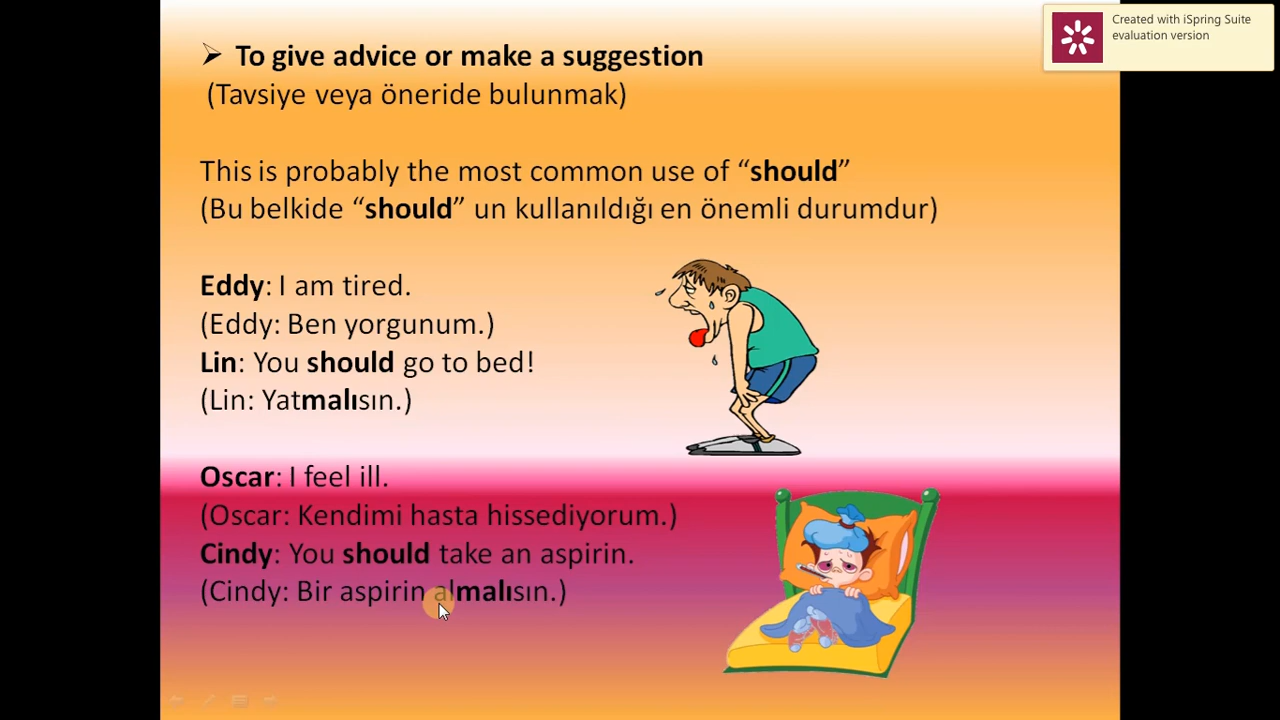 Created with iSpring Suite
evaluation version
➢ To give advice or make a suggestion
(Tavsiye veya öneride bulunmak)
This is probably the most common use of “should”
(Bu belkide “should” un kullanıldığı en önemli durumdur)
Eddy: I am tired.
(Eddy: Ben yorgunum.)
Lin: You should go to bed!
(Lin: Yatmalısın.)
Oscar: I feel ill.
(Oscar: Kendimi hasta hissediyorum.)
Cindy: You should take an aspirin.
(Cindy: Bir aspirin almalısın.)